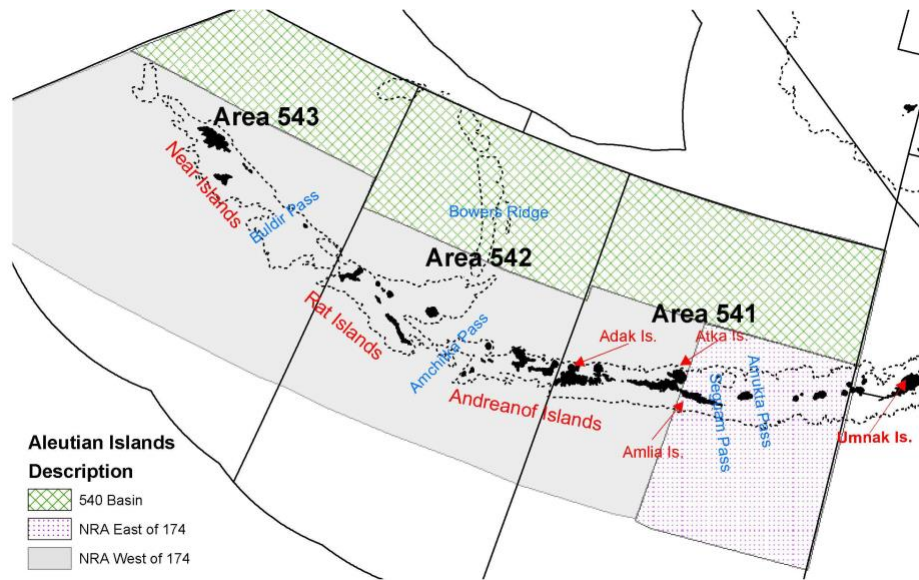 Area 543
Near Islands
Buldir Pass
Bowers Ridge
Area 542
Rat Islands
Amchitka Pass
Area 541
Adak Is.
Atka Is.
Andreanof Islands
Amlia Is.
Seguam Pass
Amukta Pass
Umnak Is.
Aleutian Islands
Description
540 Basin
NRA East of 174
NRA West of 174